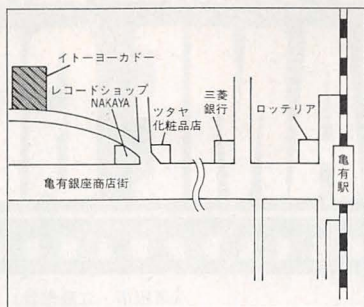 イトーヨーカドー
レコードショップ
NAKAYA
ツタヤ
化粧品店
三菱
銀行
ロッテリア
亀有駅
亀有銀座商店街